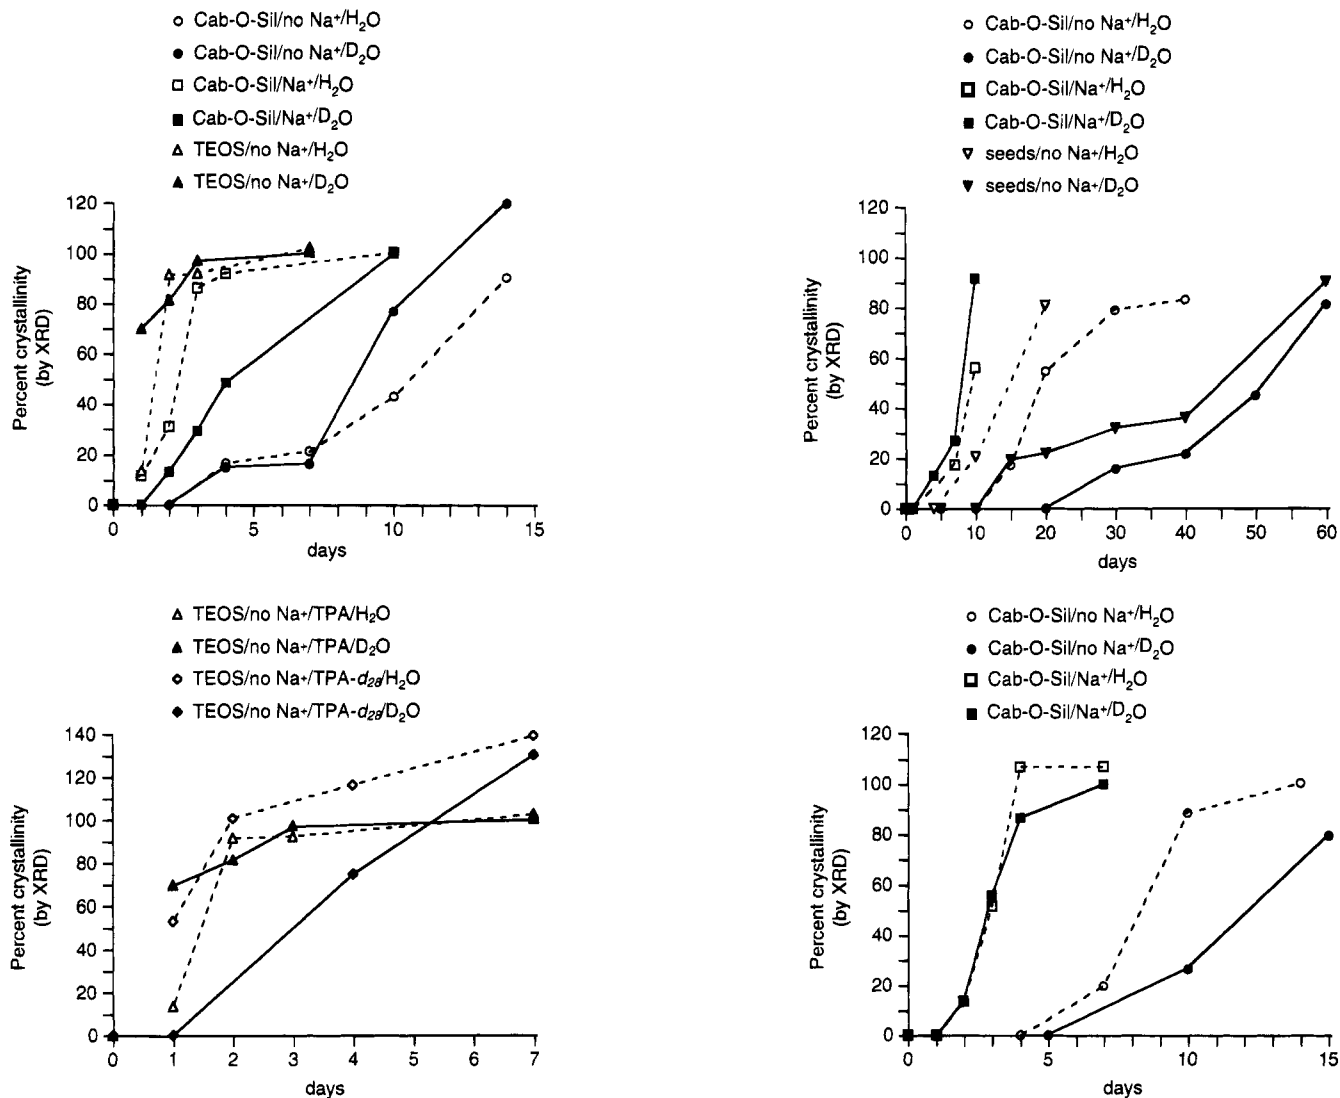 Cab-O-Sil/no Na⁺/H₂O
Cab-O-Sil/no Na⁺/D₂O
Cab-O-Sil/Na⁺/H₂O
Cab-O-Sil/Na⁺/D₂O
TEOS/no Na⁺/H₂O
TEOS/no Na⁺/D₂O
120
100
80
60
40
20
0
Percent crystallinity
(by XRD)
0 5 10 15
days
Cab-O-Sil/no Na⁺/H₂O
Cab-O-Sil/no Na⁺/D₂O
Cab-O-Sil/Na⁺/H₂O
Cab-O-Sil/Na⁺/D₂O
seeds/no Na⁺/H₂O
seeds/no Na⁺/D₂O
120
100
80
60
40
20
0
Percent crystallinity
(by XRD)
0 10 20 30 40 50 60
days
TEOS/no Na⁺/TPA/H₂O
TEOS/no Na⁺/TPA/D₂O
TEOS/no Na⁺/TPA-d₂₈/H₂O
TEOS/no Na⁺/TPA-d₂₈/D₂O
140
120
100
80
60
40
20
0
Percent crystallinity
(by XRD)
0 1 2 3 4 5 6 7
days
Cab-O-Sil/no Na⁺/H₂O
Cab-O-Sil/no Na⁺/D₂O
Cab-O-Sil/Na⁺/H₂O
Cab-O-Sil/Na⁺/D₂O
120
100
80
60
40
20
0
Percent crystallinity
(by XRD)
0 5 10 15
days